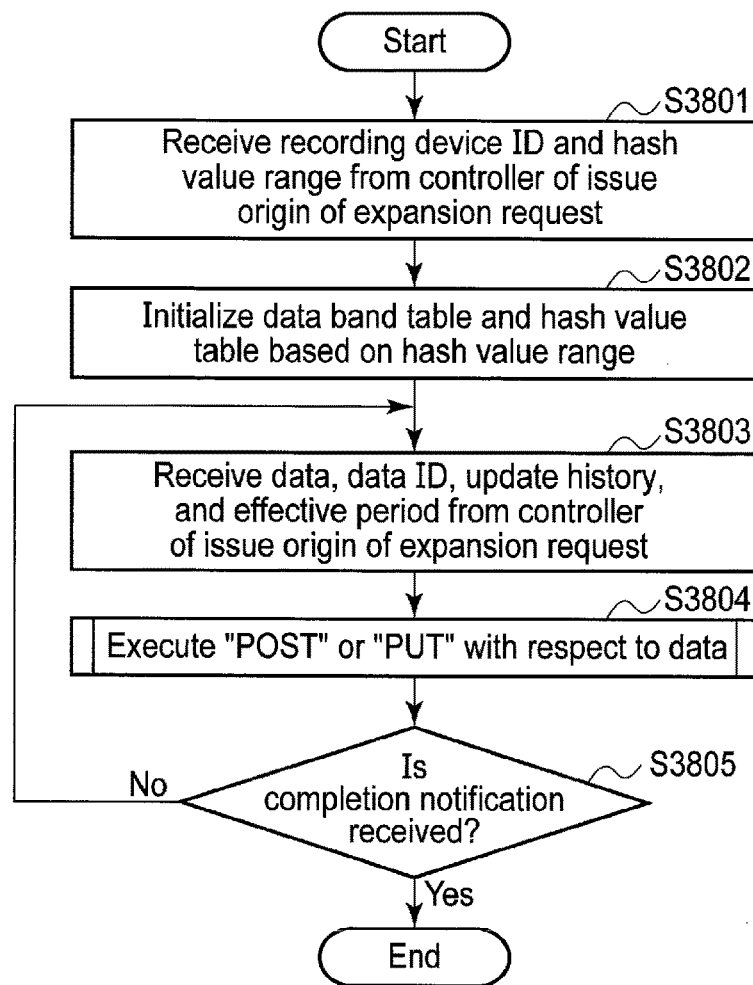 Start
S3801
Receive recording device ID and hash
value range from controller of issue
origin of expansion request
S3802
Initialize data band table and hash value
table based on hash value range
S3803
Receive data, data ID, update history,
and effective period from controller
of issue origin of expansion request
S3804
Execute "POST" or "PUT" with respect to data
S3805
Is
completion notification
received?
No
Yes
End